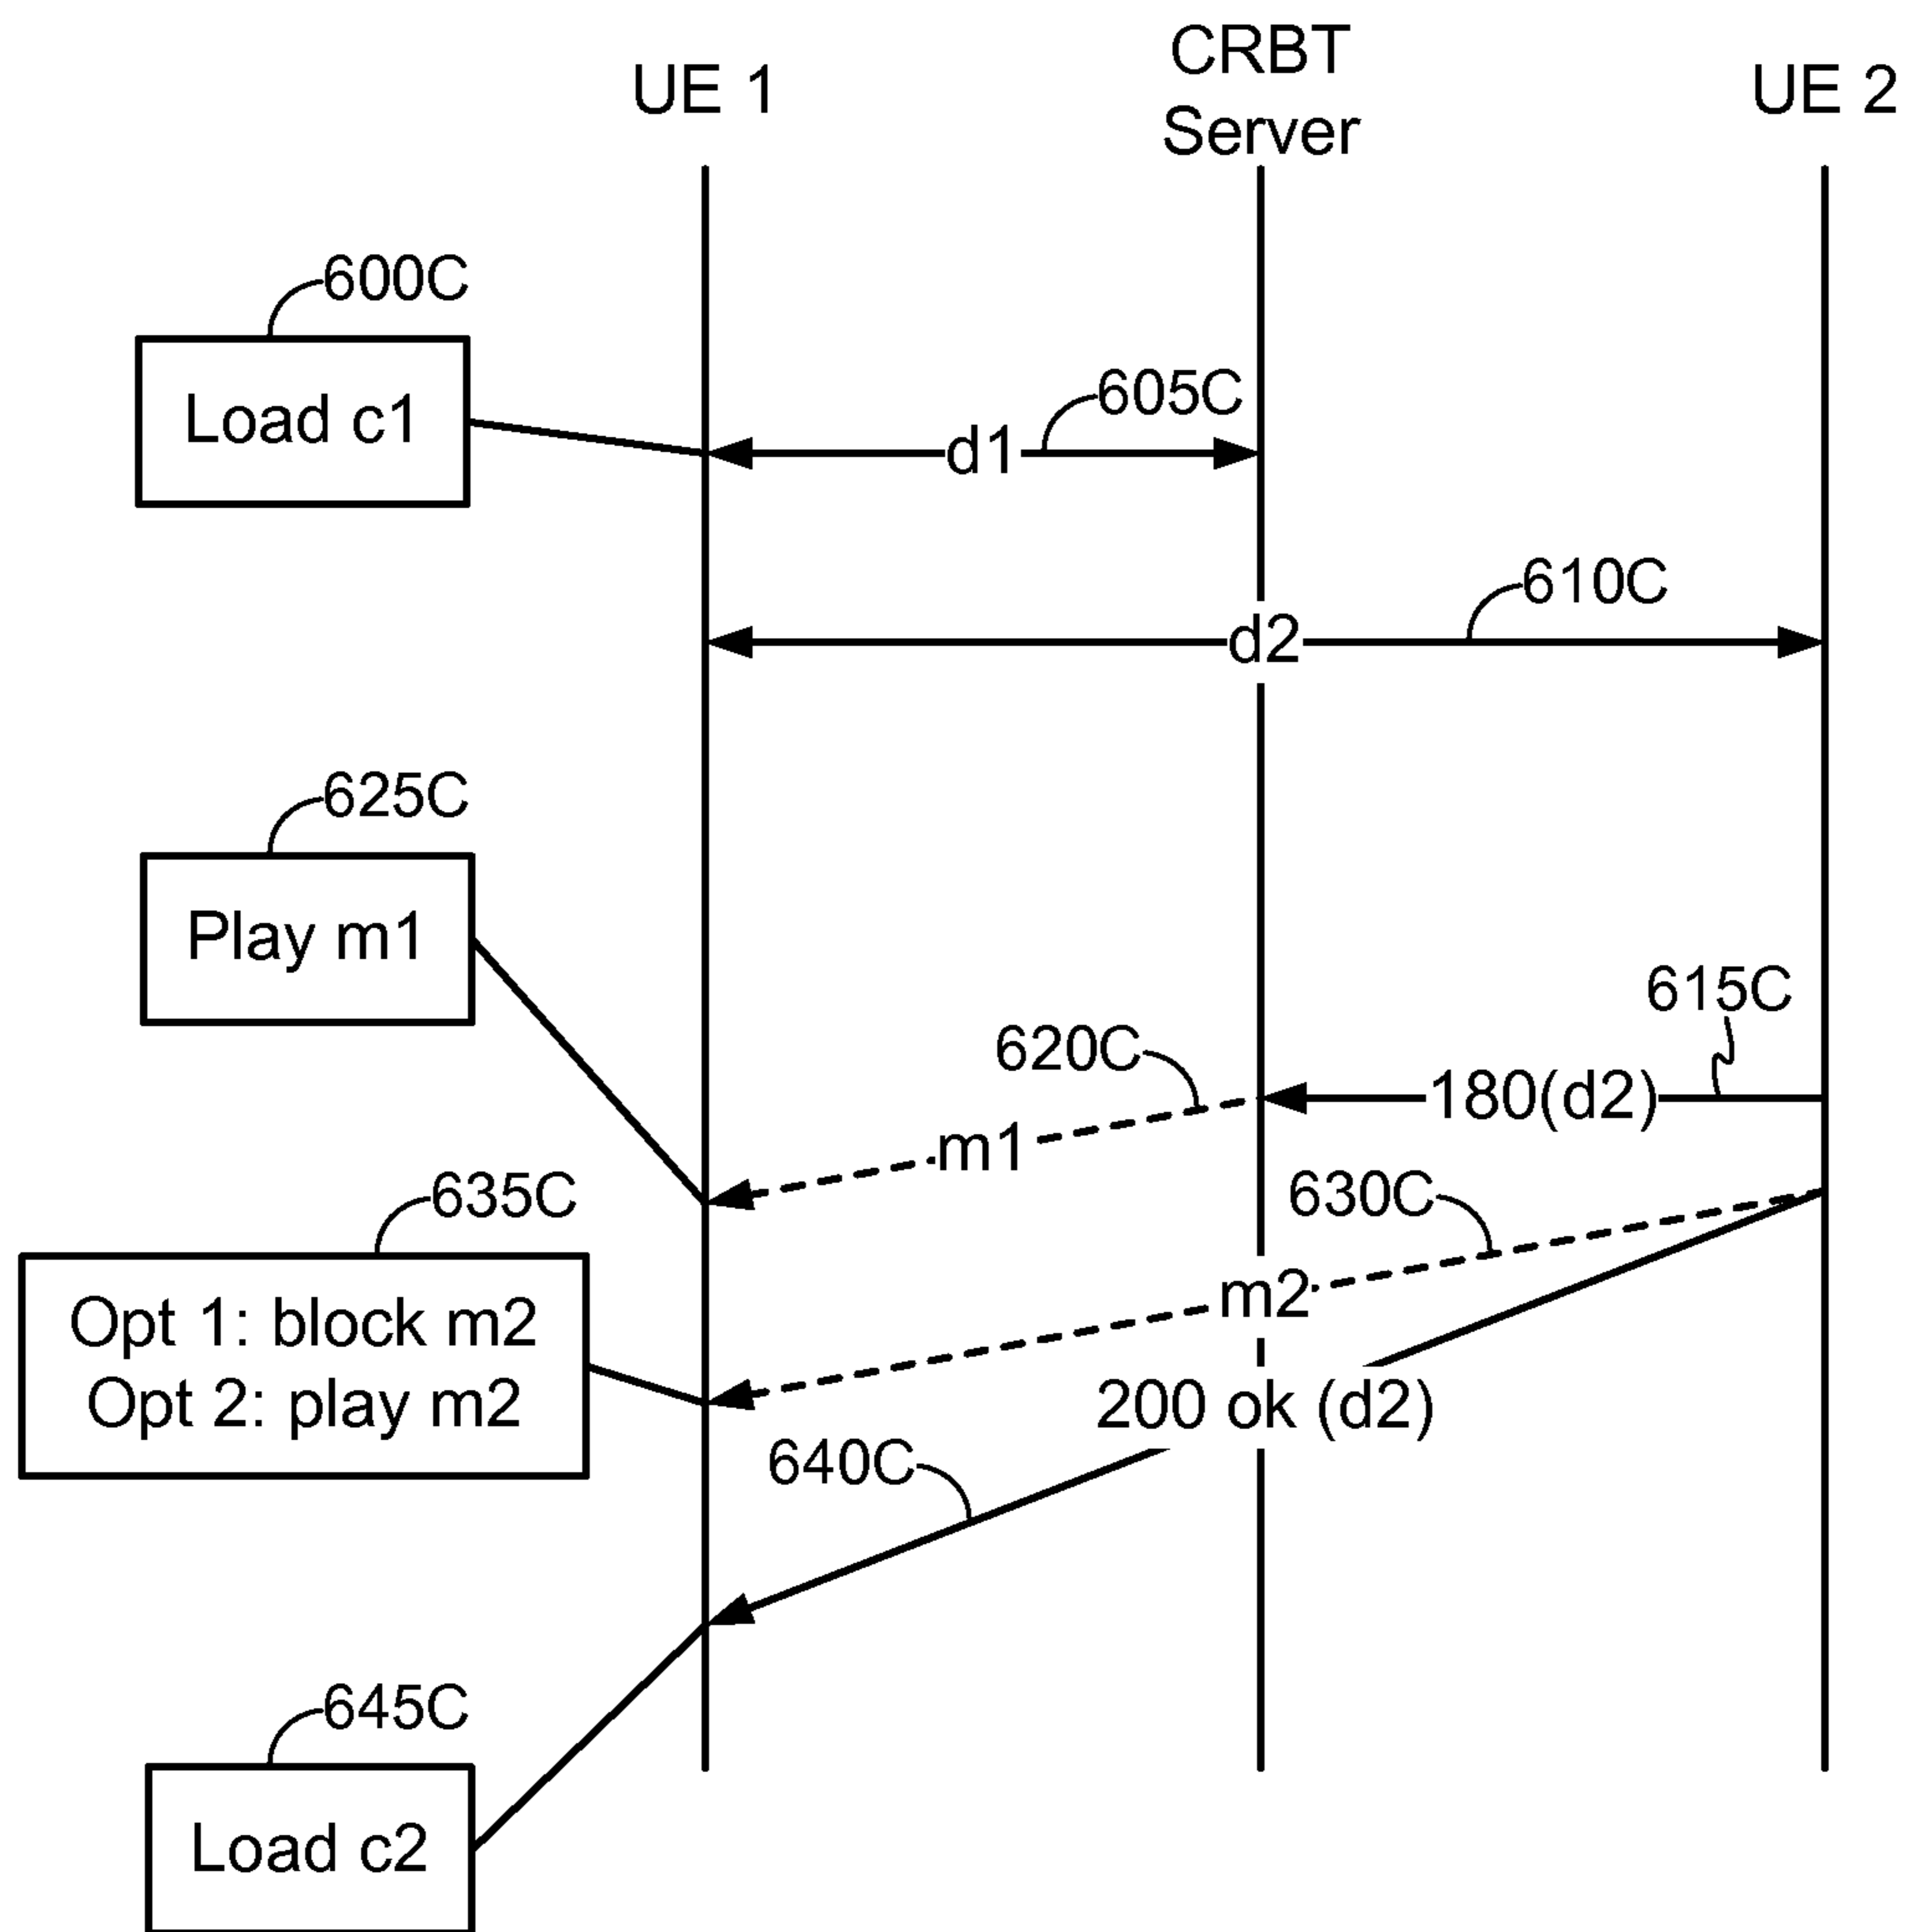 UE 1
CRBT
Server
UE 2
600C
Load c1
605C
d1
610C
d2
625C
Play m1
615C
180(d2)
620C
m1
635C
630C
Opt 1: block m2
Opt 2: play m2
m2
200 ok (d2)
640C
645C
Load c2